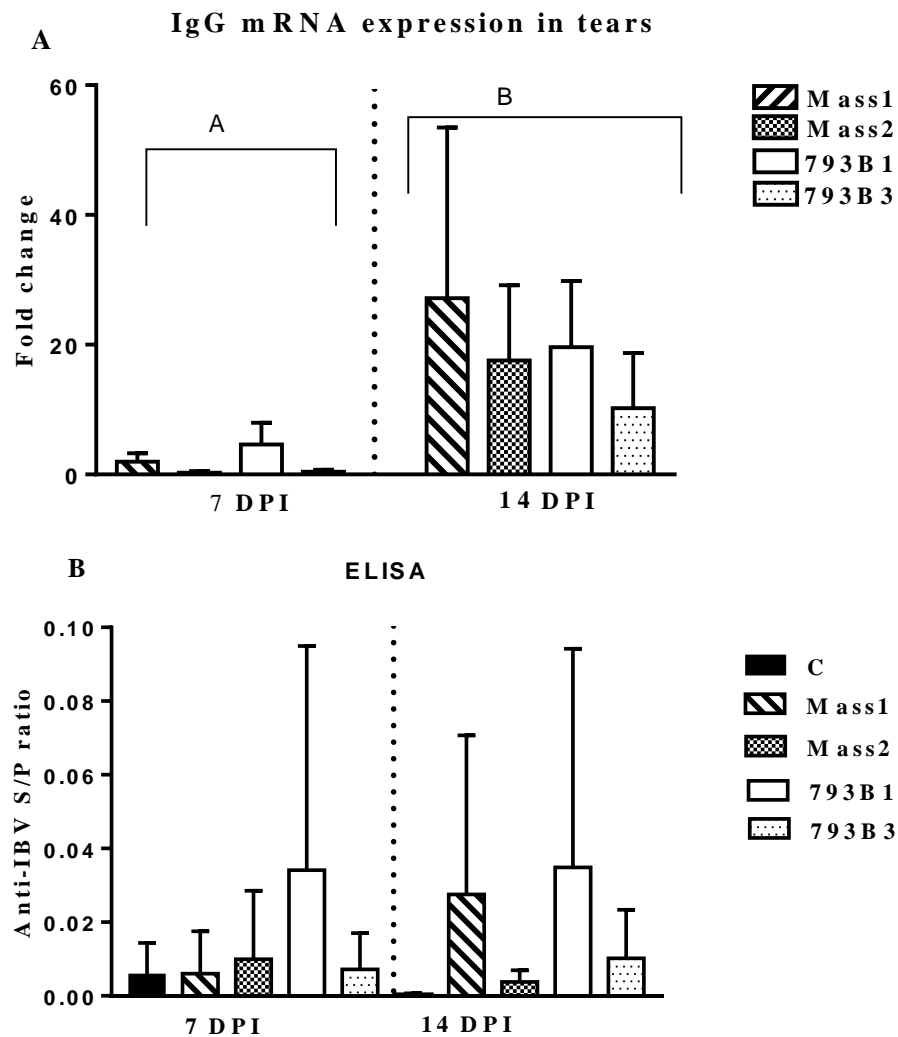 IgG mRNA expression in tears
A
60
40
20
0
Fold change
A
B
7 DPI
14 DPI
Mass1
Mass2
793B1
793B3
B
ELISA
0.10
0.08
0.06
0.04
0.02
0.00
Anti-IBV S/P ratio
7 DPI
14 DPI
C
Mass1
Mass2
793B1
793B3